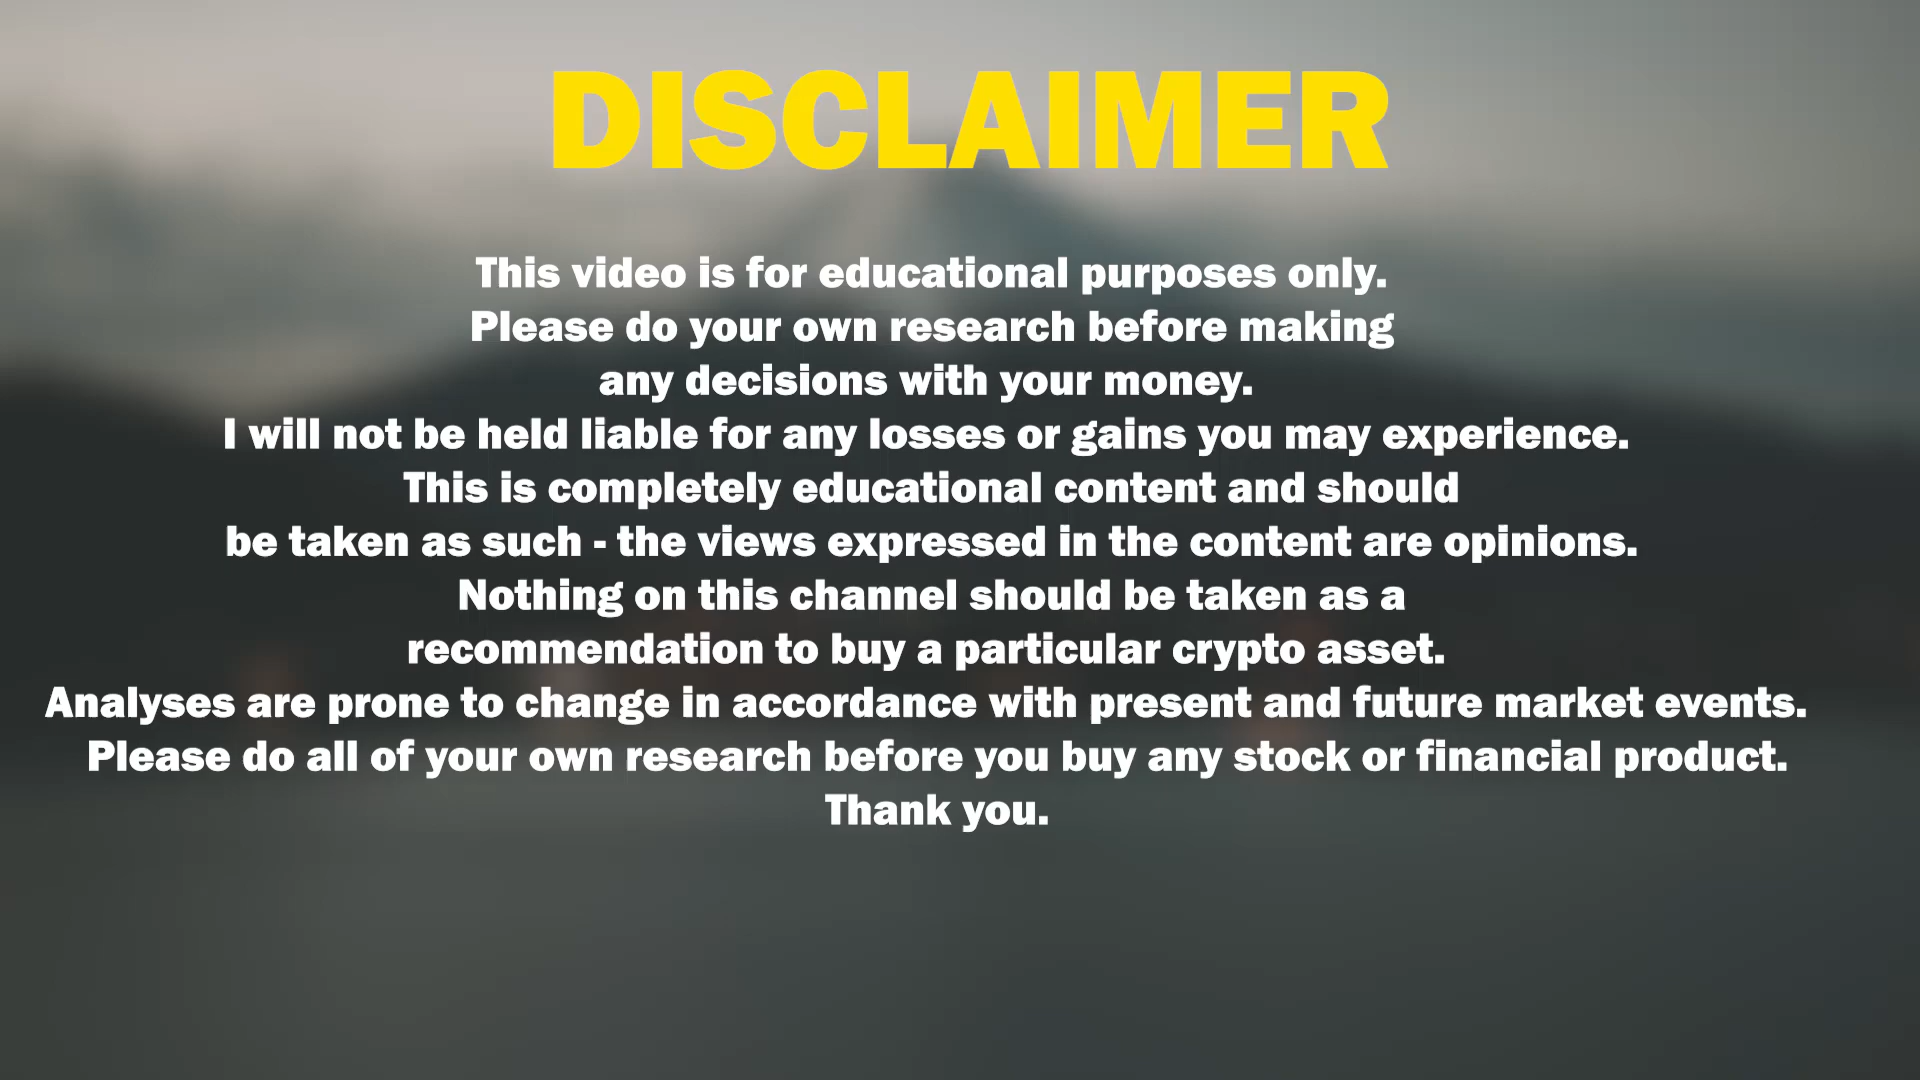 DISCLAIMER
This video is for educational purposes only.
Please do your own research before making
any decisions with your money.
I will not be held liable for any losses or gains you may experience.
This is completely educational content and should
be taken as such - the views expressed in the content are opinions.
Nothing on this channel should be taken as a
recommendation to buy a particular crypto asset.
Analyses are prone to change in accordance with present and future market events.
Please do all of your own research before you buy any stock or financial product.
Thank you.